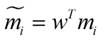 m̃ᵢ = wᵀmᵢ